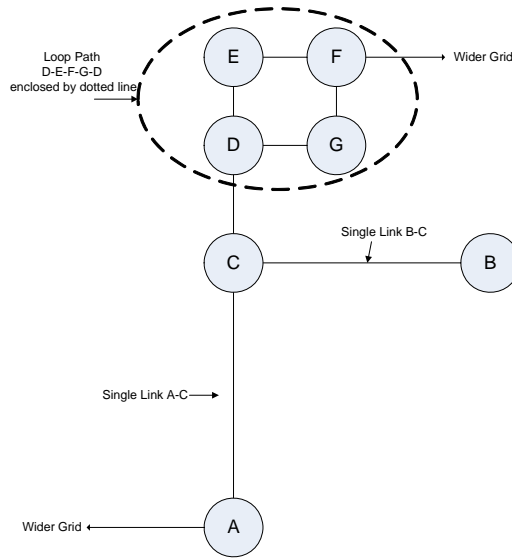 Loop Path
D-E-F-G-D
enclosed by dotted line
E
F
Wider Grid
D
G
Single Link B-C
C
B
Single Link A-C
Wider Grid
A